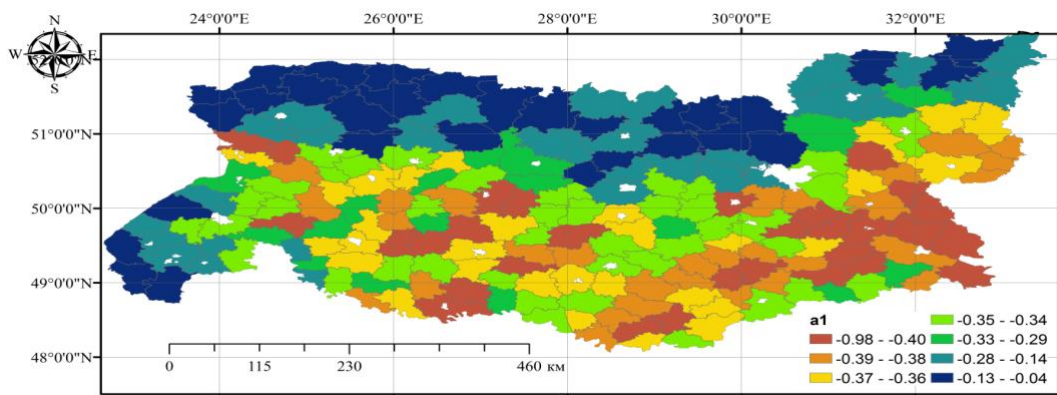 N
W E
S
24°0'0"E 26°0'0"E 28°0'0"E 30°0'0"E 32°0'0"E
51°0'0"N
50°0'0"N
49°0'0"N
48°0'0"N
0 115 230 460 км
a1
-0.98 - -0.40
-0.39 - -0.38
-0.37 - -0.36
-0.35 - -0.34
-0.33 - -0.29
-0.28 - -0.14
-0.13 - -0.04